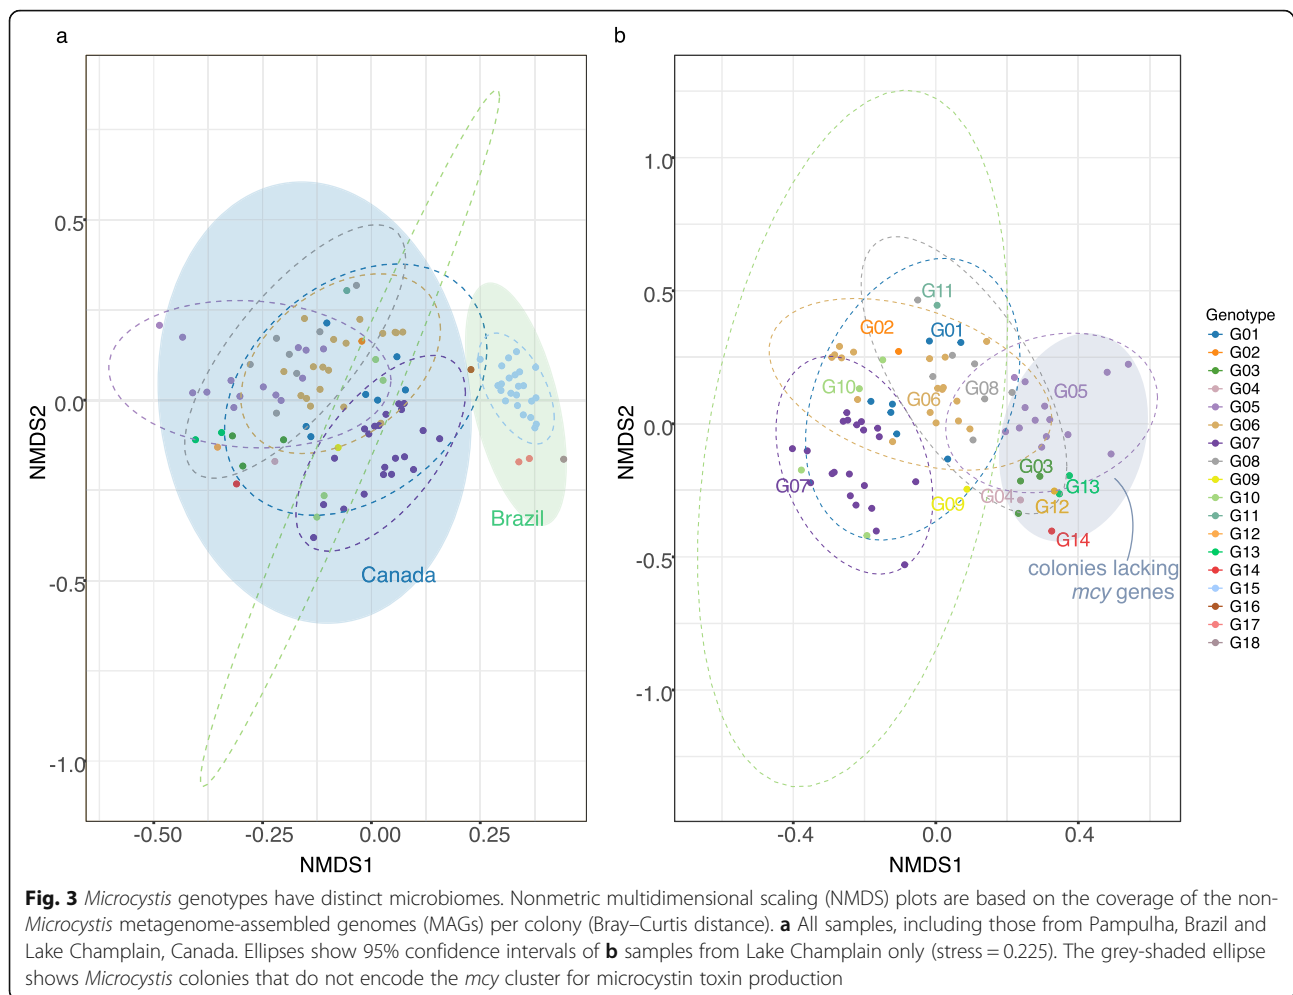 a
b
0.5
0.0
-0.5
-1.0
NMDS2
-0.50
-0.25
0.00
0.25
NMDS1
Canada
Brazil
1.0
0.5
0.0
-0.5
-1.0
NMDS2
-0.4
0.0
0.4
NMDS1
G11
G02
G01
G10
G06
G08
G05
G07
G09
G04
G03
G13
G12
G14
colonies lacking
mcy genes
Genotype
G01
G02
G03
G04
G05
G06
G07
G08
G09
G10
G11
G12
G13
G14
G15
G16
G17
G18
Fig. 3 Microcystis genotypes have distinct microbiomes. Nonmetric multidimensional scaling (NMDS) plots are based on the coverage of the non-
Microcystis metagenome-assembled genomes (MAGs) per colony (Bray–Curtis distance). a All samples, including those from Pampulha, Brazil and
Lake Champlain, Canada. Ellipses show 95% confidence intervals of b samples from Lake Champlain only (stress = 0.225). The grey-shaded ellipse
shows Microcystis colonies that do not encode the mcy cluster for microcystin toxin production